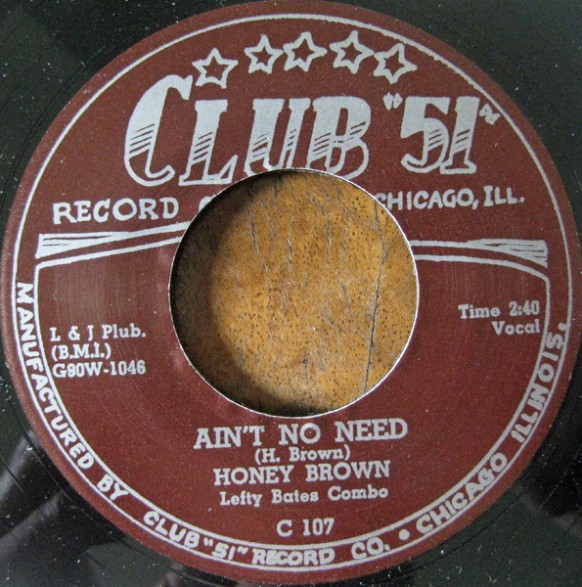 CLUB "51"
RECORD CHICAGO, ILL.
L & J Plub.
(B.M.I.)
G90W-1046
Time 2:40
Vocal
AIN'T NO NEED
(H. Brown)
HONEY BROWN
Lefty Bates Combo
C 107
MANUFACTURED BY CLUB "51" RECORD CO. • CHICAGO ILLINOIS.